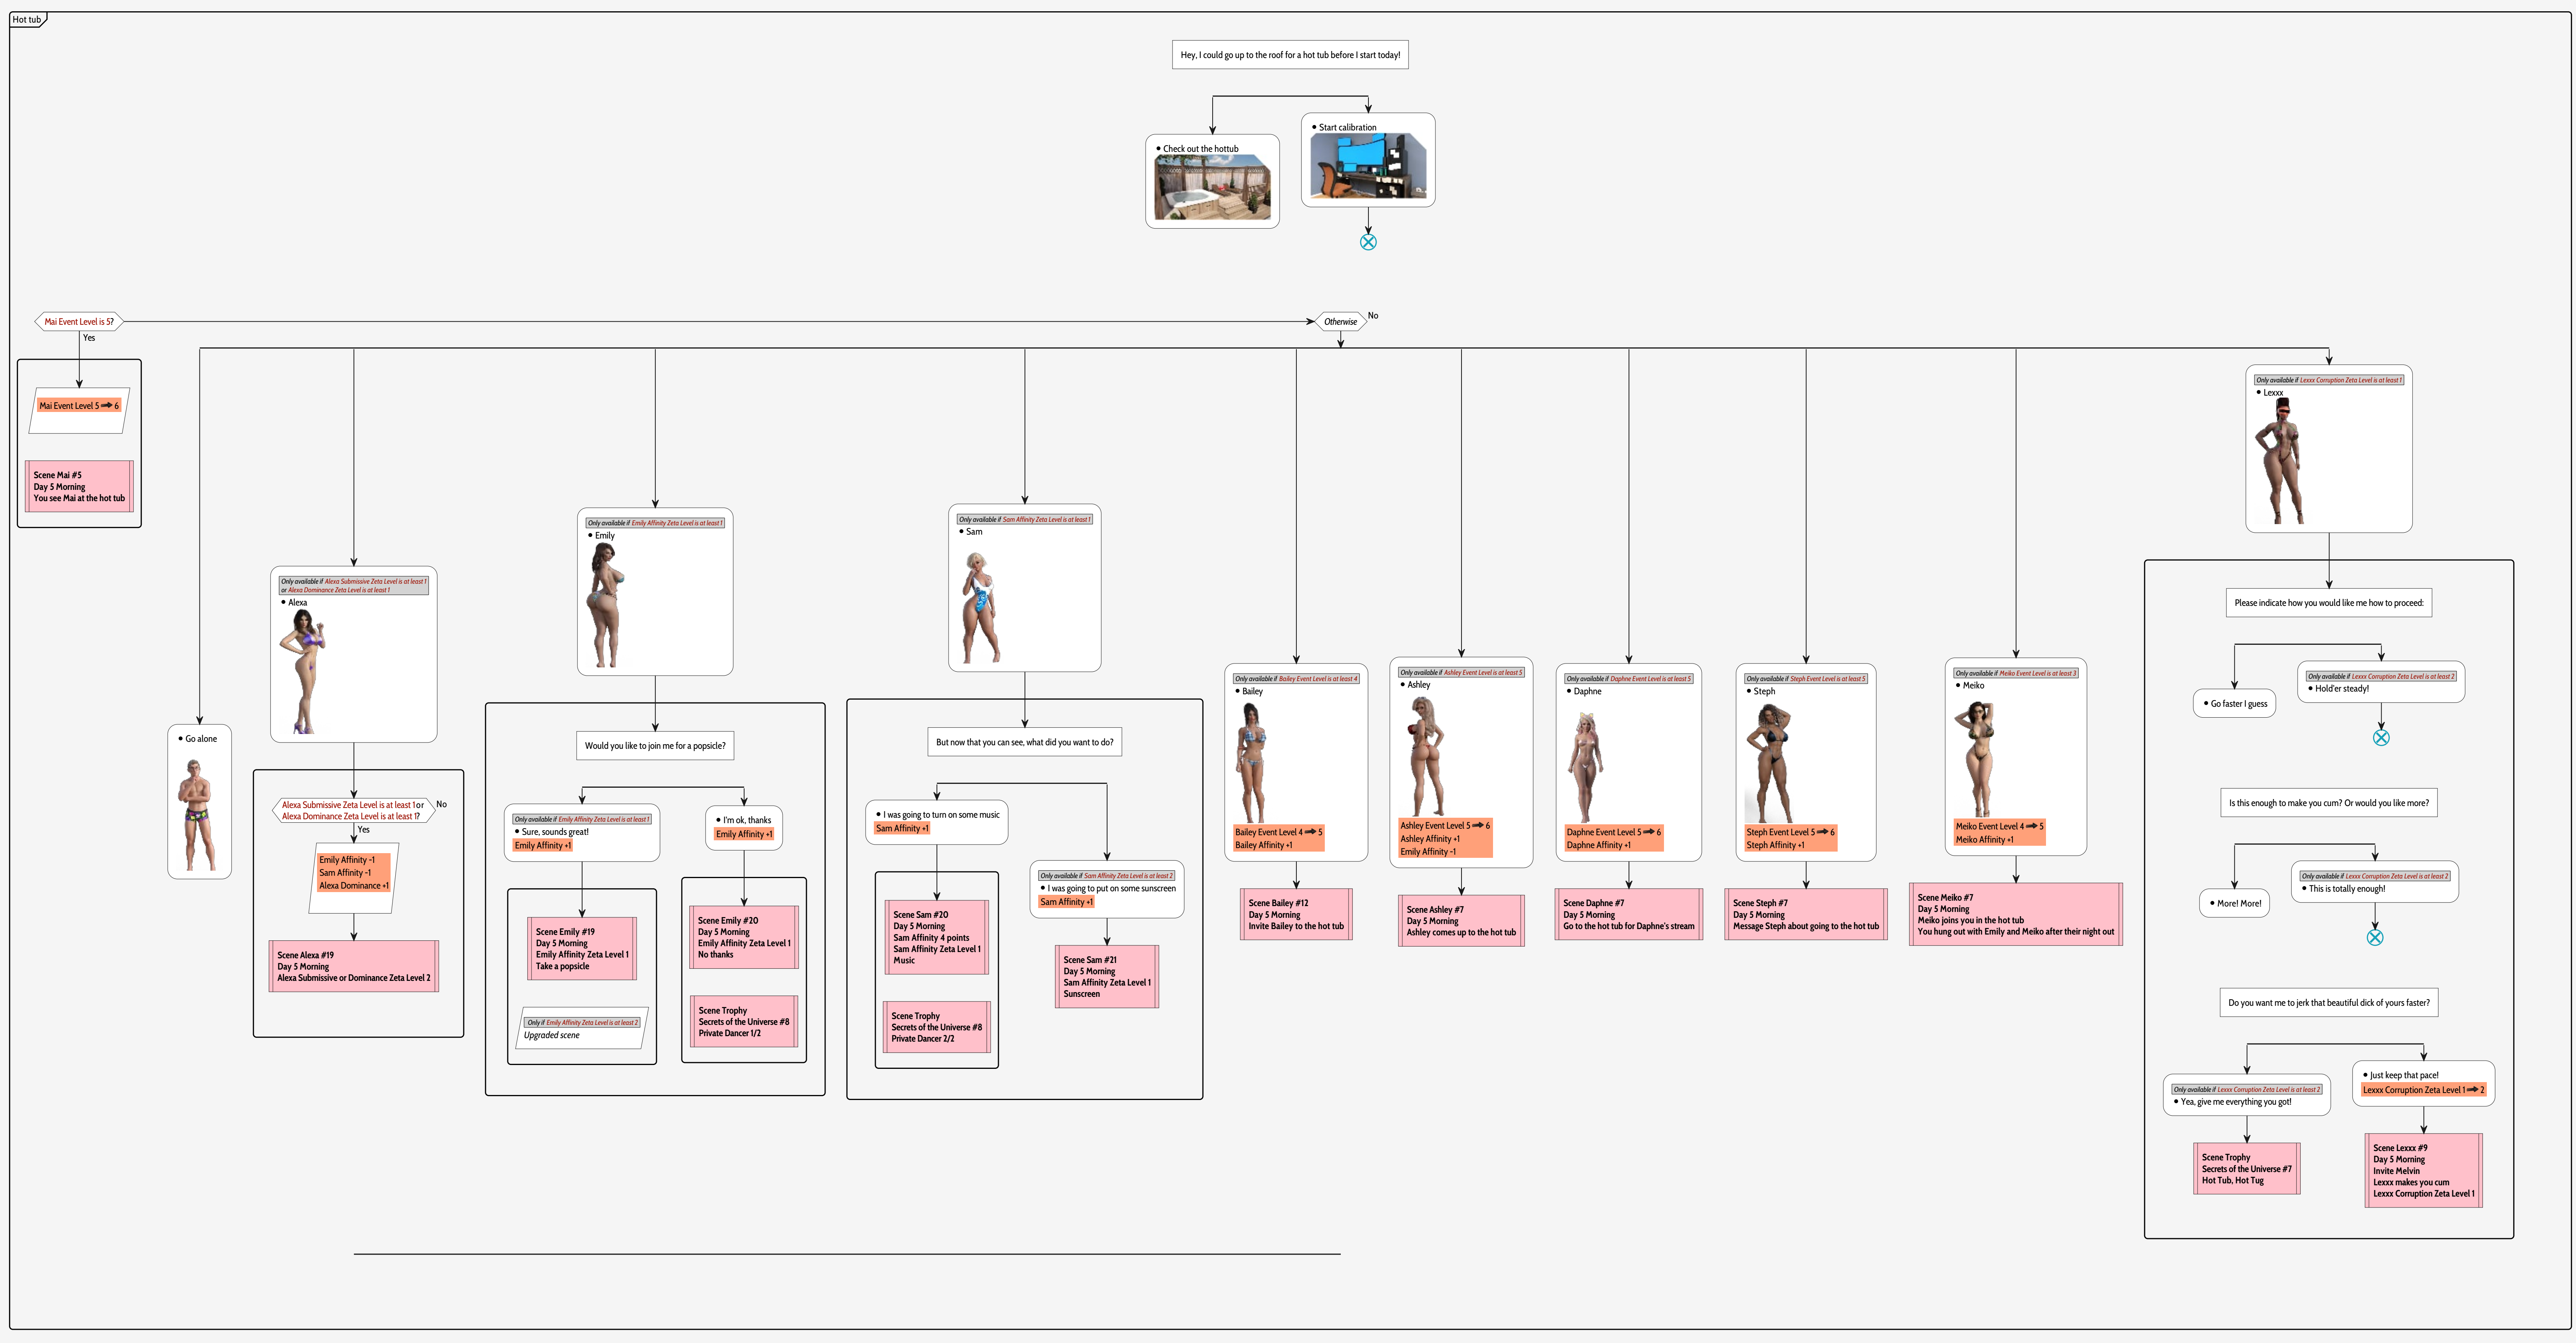 Hot tub
Hey, I could go up to the roof for a hot tub before I start today!
Check out the hottub
Start calibration
Mai Event Level is 5?
Yes
Otherwise
No
Mai Event Level 5 ➡ 6
Scene Mai #5
Day 5 Morning
You see Mai at the hot tub
Go alone
Only available if Alexa Submissive Zeta Level is at least 1
or Alexa Dominance Zeta Level is at least 1
Alexa
Alexa Submissive Zeta Level is at least 1 or
Alexa Dominance Zeta Level is at least 1?
No
Yes
Emily Affinity -1
Sam Affinity -1
Alexa Dominance +1
Scene Alexa #19
Day 5 Morning
Alexa Submissive or Dominance Zeta Level 2
Only available if Emily Affinity Zeta Level is at least 1
Emily
Would you like to join me for a popsicle?
Only available if Emily Affinity Zeta Level is at least 1
Sure, sounds great!
Emily Affinity +1
Scene Emily #19
Day 5 Morning
Emily Affinity Zeta Level 1
Take a popsicle
Only if Emily Affinity Zeta Level is at least 2
Upgraded scene
I'm ok, thanks
Emily Affinity +1
Scene Emily #20
Day 5 Morning
Emily Affinity Zeta Level 1
No thanks
Scene Trophy
Secrets of the Universe #8
Private Dancer 1/2
Only available if Sam Affinity Zeta Level is at least 1
Sam
But now that you can see, what did you want to do?
I was going to turn on some music
Sam Affinity +1
Scene Sam #20
Day 5 Morning
Sam Affinity 4 points
Sam Affinity Zeta Level 1
Music
Scene Trophy
Secrets of the Universe #8
Private Dancer 2/2
Only available if Sam Affinity Zeta Level is at least 2
I was going to put on some sunscreen
Sam Affinity +1
Scene Sam #21
Day 5 Morning
Sam Affinity Zeta Level 1
Sunscreen
Only available if Bailey Event Level is at least 4
Bailey
Bailey Event Level 4 ➡ 5
Bailey Affinity +1
Scene Bailey #12
Day 5 Morning
Invite Bailey to the hot tub
Only available if Ashley Event Level is at least 5
Ashley
Ashley Event Level 5 ➡ 6
Ashley Affinity +1
Emily Affinity -1
Scene Ashley #7
Day 5 Morning
Ashley comes up to the hot tub
Only available if Daphne Event Level is at least 5
Daphne
Daphne Event Level 5 ➡ 6
Daphne Affinity +1
Scene Daphne #7
Day 5 Morning
Go to the hot tub for Daphne's stream
Only available if Steph Event Level is at least 5
Steph
Steph Event Level 5 ➡ 6
Steph Affinity +1
Scene Steph #7
Day 5 Morning
Message Steph about going to the hot tub
Only available if Meiko Event Level is at least 3
Meiko
Meiko Event Level 4 ➡ 5
Meiko Affinity +1
Scene Meiko #7
Day 5 Morning
Meiko joins you in the hot tub
You hung out with Emily and Meiko after their night out
Only available if Lexxx Corruption Zeta Level is at least 1
Lexxx
Please indicate how you would like me how to proceed:
Go faster I guess
Only available if Lexxx Corruption Zeta Level is at least 2
Hold'er steady!
Is this enough to make you cum? Or would you like more?
More! More!
Only available if Lexxx Corruption Zeta Level is at least 2
This is totally enough!
Do you want me to jerk that beautiful dick of yours faster?
Only available if Lexxx Corruption Zeta Level is at least 2
Yea, give me everything you got!
Scene Trophy
Secrets of the Universe #7
Hot Tub, Hot Tug
Just keep that pace!
Lexxx Corruption Zeta Level 1 ➡ 2
Scene Lexxx #9
Day 5 Morning
Invite Melvin
Lexxx makes you cum
Lexxx Corruption Zeta Level 1